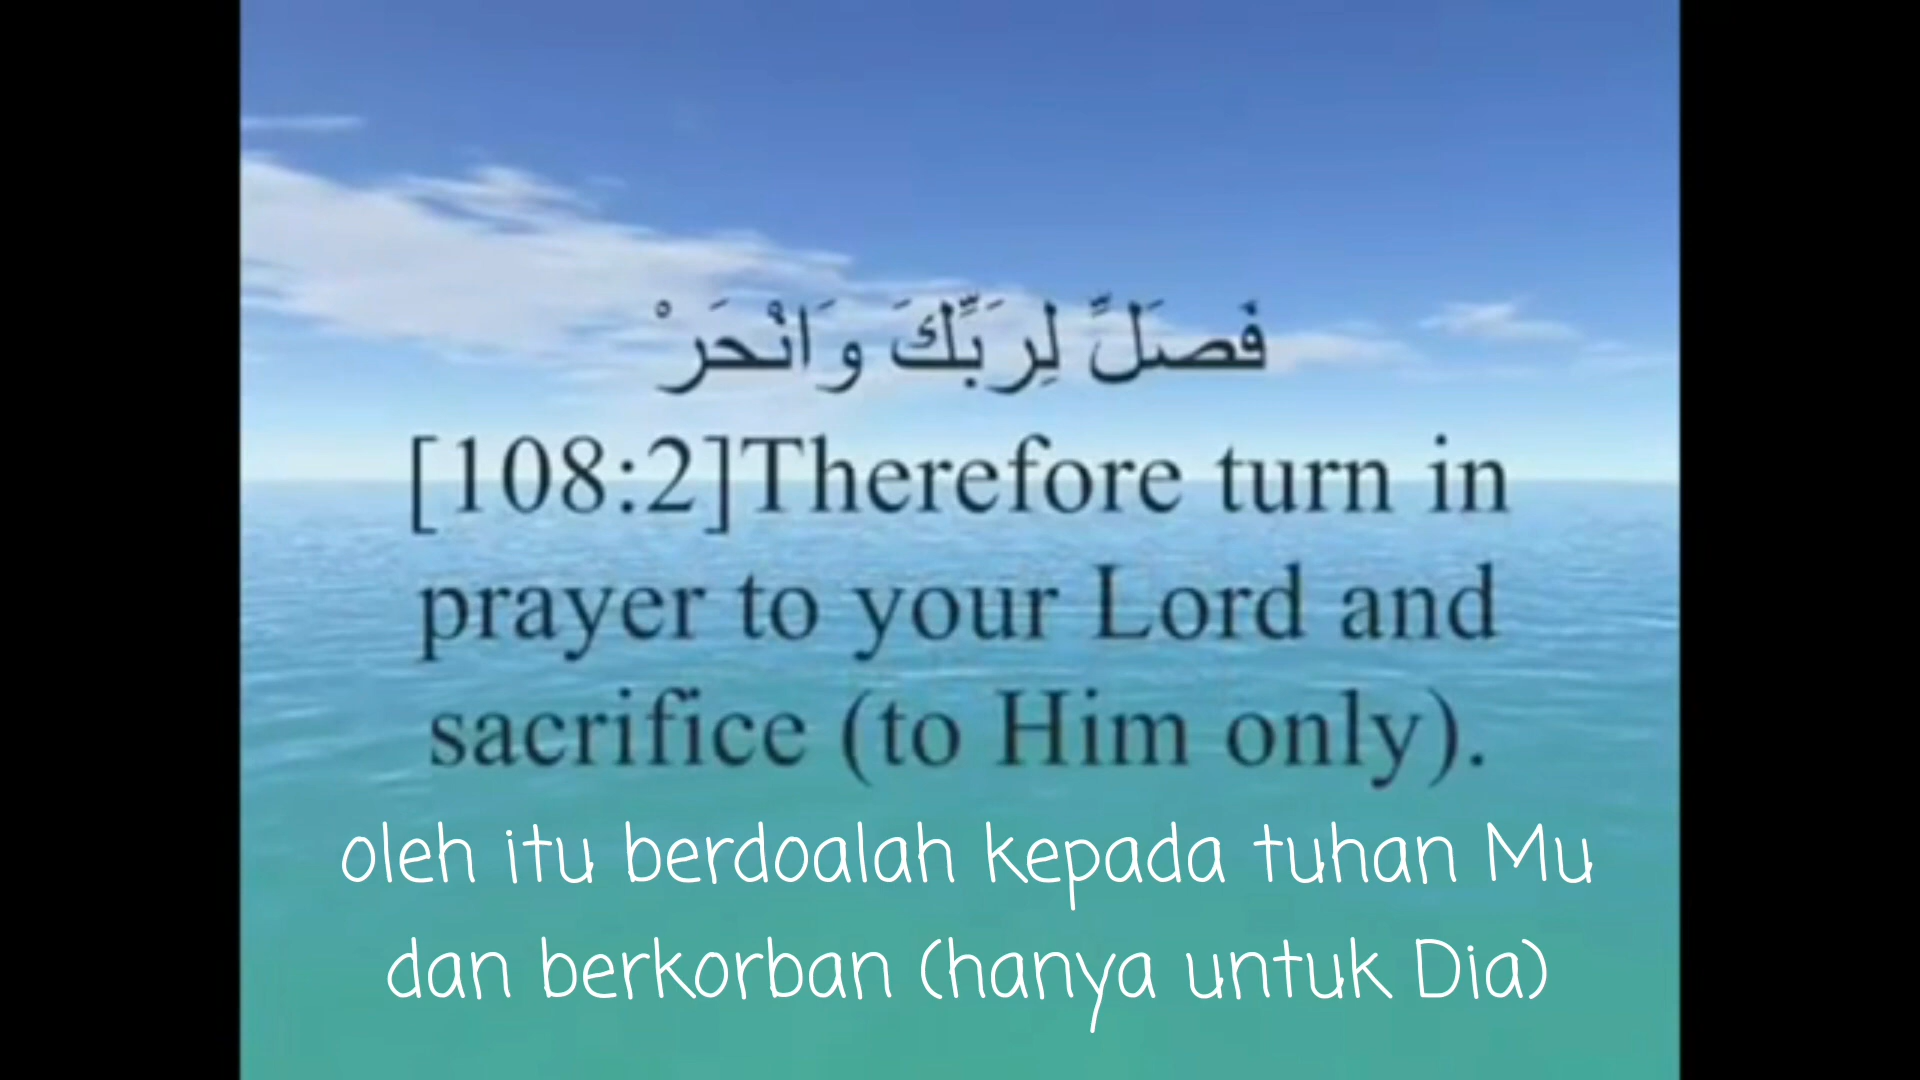 فَصَلِّ لِرَبِّكَ وَانْحَرْ
[108:2]Therefore turn in
prayer to your Lord and
sacrifice (to Him only).
oleh itu berdoalah kepada tuhan Mu
dan berkorban (hanya untuk Dia)